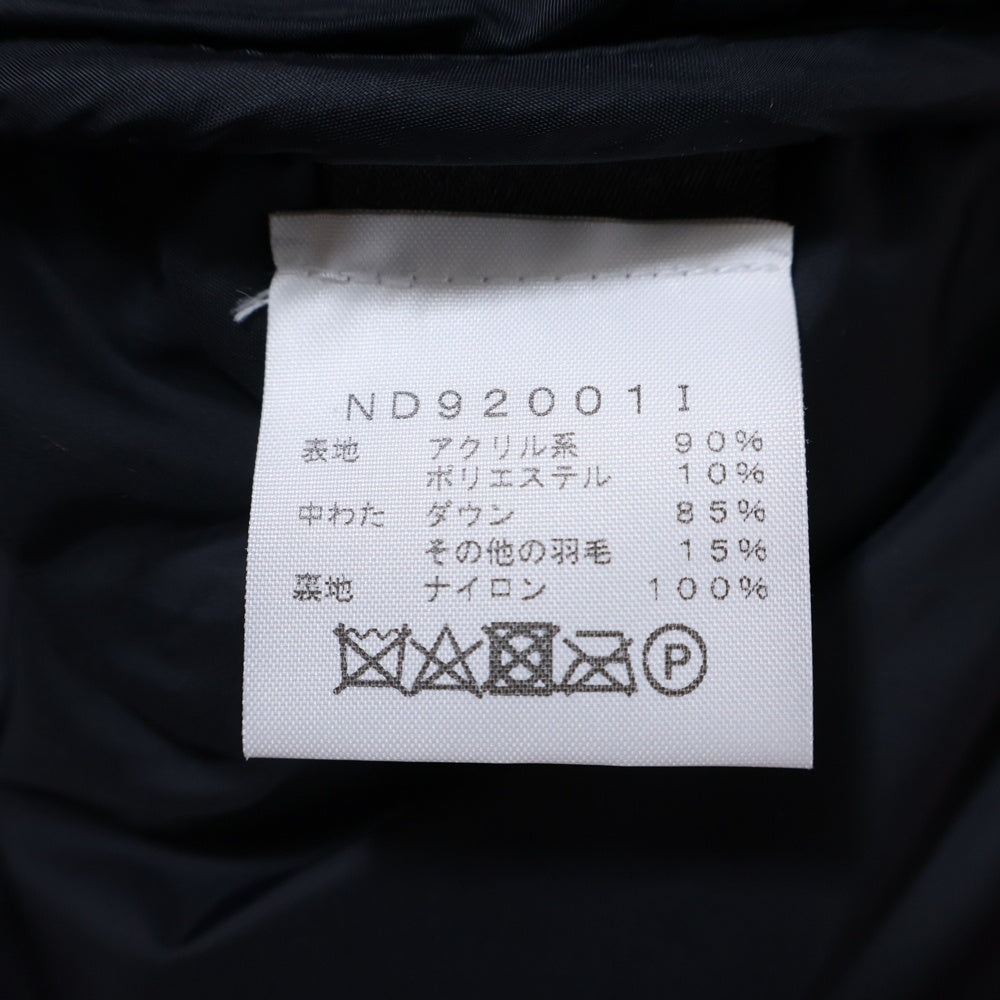 ND92001I
表地 アクリル系 90%
ポリエステル 10%
中わた ダウン 85%
その他の羽毛 15%
裏地 ナイロン 100%
P